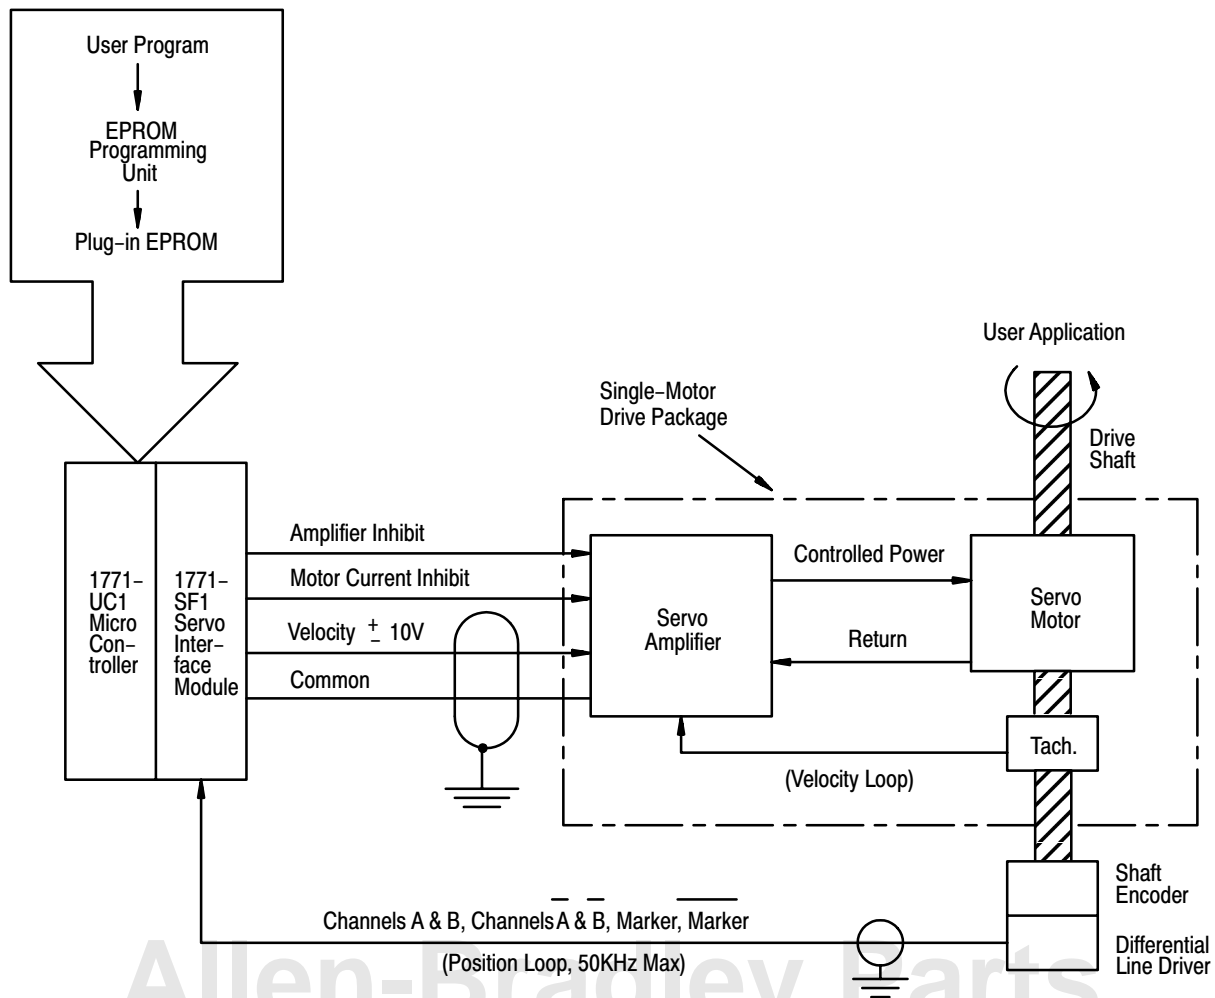 User Program
EPROM
Programming
Unit
Plug-in EPROM
User Application
Single-Motor
Drive Package
Drive
Shaft
Amplifier Inhibit
Motor Current Inhibit
Velocity ± 10V
Common
1771-
UC1
Micro
Con-
troller
1771-
SF1
Servo
Inter-
face
Module
Servo
Amplifier
Controlled Power
Return
Servo
Motor
Tach.
(Velocity Loop)
Shaft
Encoder
Channels A & B, Channels A̅ & B̅, Marker, M̅a̅r̅k̅e̅r̅
(Position Loop, 50KHz Max)
Differential
Line Driver
Allen-Bradley Parts